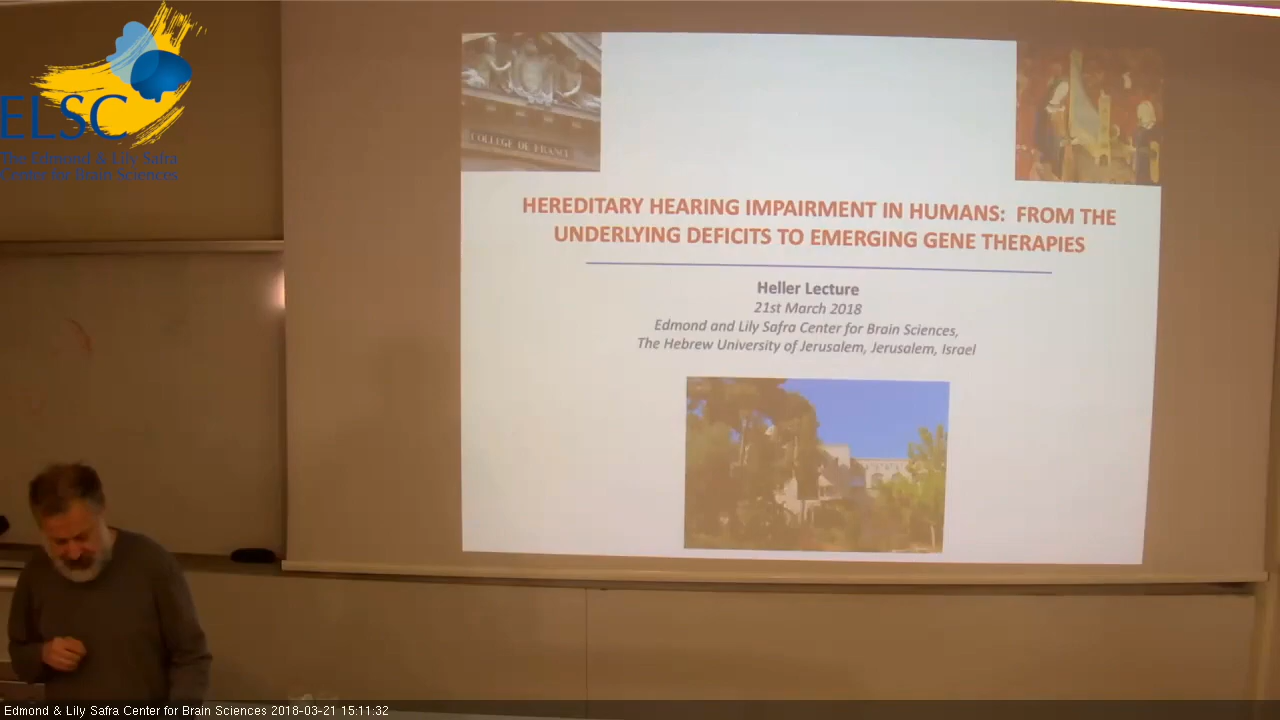 ELSC
The Edmond & Lily Safra
Center for Brain Sciences
COLLEGE DE FRANCE
HEREDITARY HEARING IMPAIRMENT IN HUMANS: FROM THE
UNDERLYING DEFICITS TO EMERGING GENE THERAPIES
Heller Lecture
21st March 2018
Edmond and Lily Safra Center for Brain Sciences,
The Hebrew University of Jerusalem, Jerusalem, Israel
Edmond & Lily Safra Center for Brain Sciences 2018-03-21 15:11:32